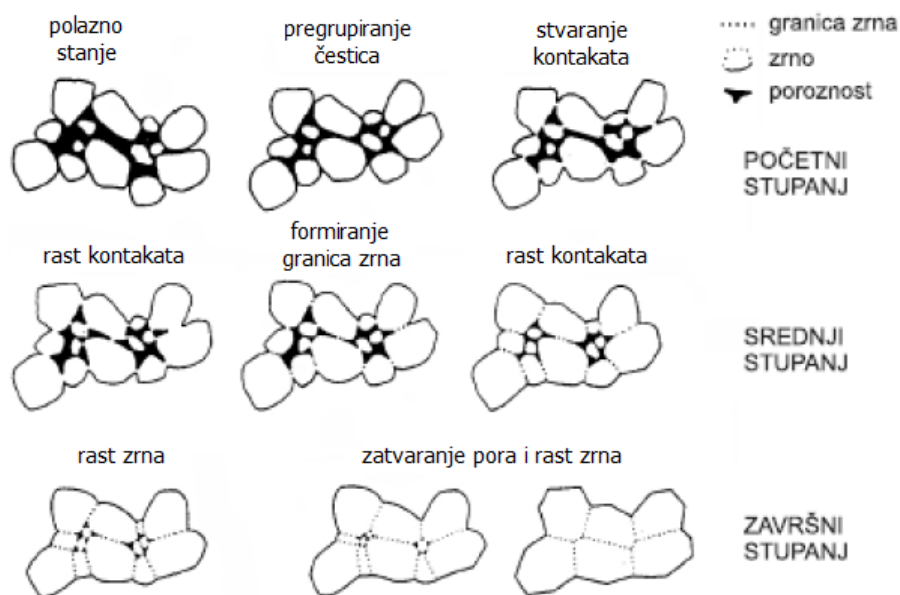 polazno
stanje
pregrupiranje
čestica
stvaranje
kontakata
granica zrna
zrno
poroznost
POČETNI
STUPANJ
rast kontakata
formiranje
granica zrna
rast kontakata
SREDNJI
STUPANJ
rast zrna
zatvaranje pora i rast zrna
ZAVRŠNI
STUPANJ